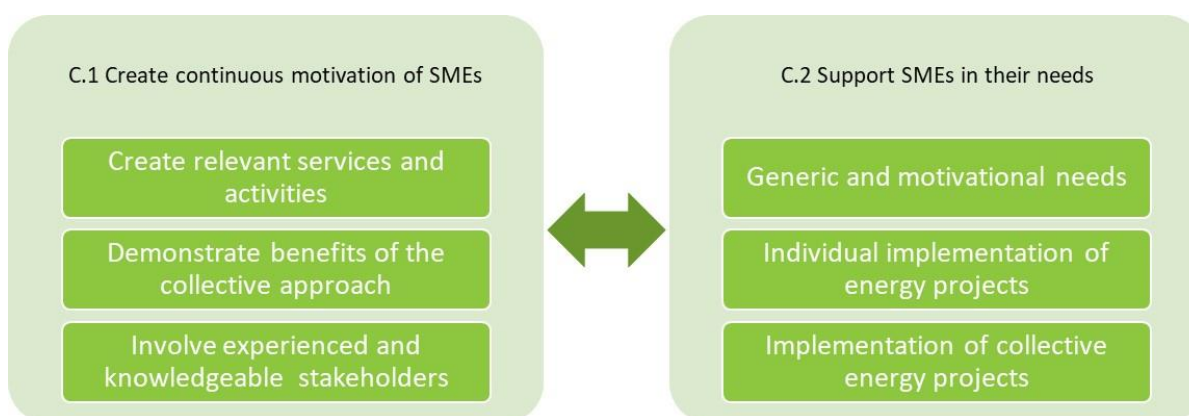 C.1 Create continuous motivation of SMEs
Create relevant services and
activities
Demonstrate benefits of the
collective approach
Involve experienced and
knowledgeable stakeholders
C.2 Support SMEs in their needs
Generic and motivational needs
Individual implementation of
energy projects
Implementation of collective
energy projects